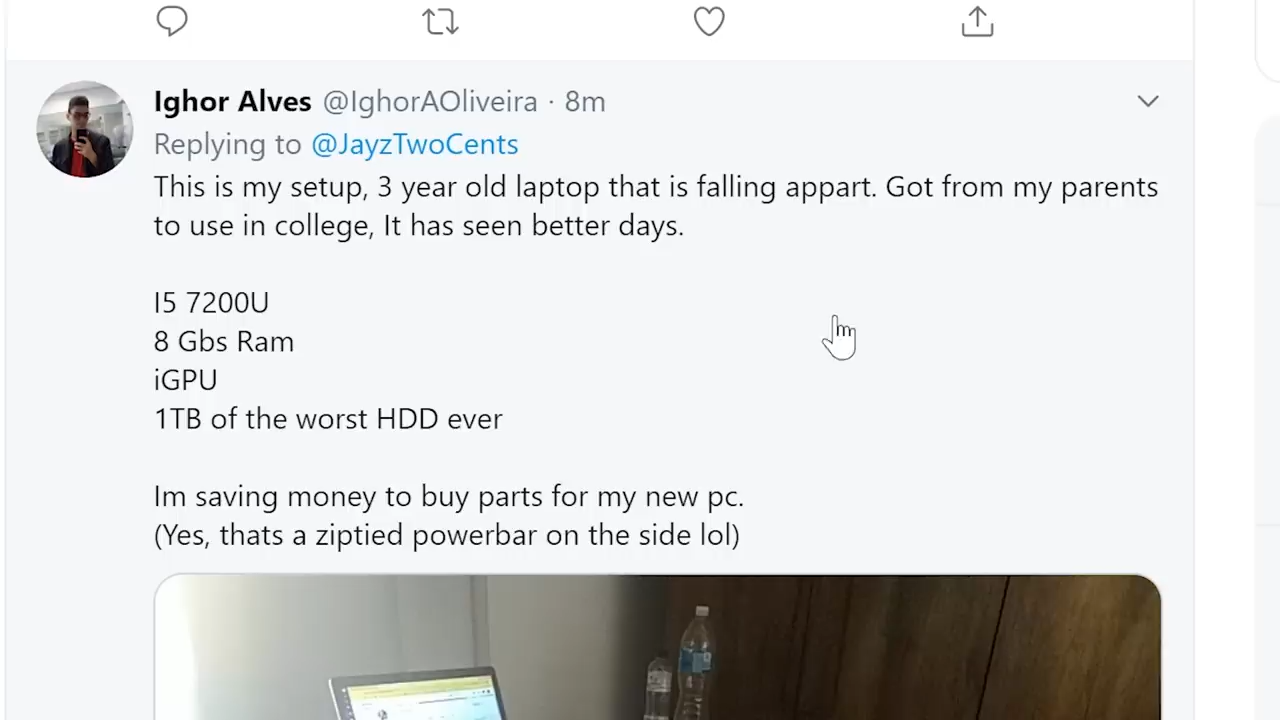 Ighor Alves @IghorAOliveira · 8m
Replying to @JayzTwoCents
This is my setup, 3 year old laptop that is falling appart. Got from my parents
to use in college, It has seen better days.
I5 7200U
8 Gbs Ram
iGPU
1TB of the worst HDD ever
Im saving money to buy parts for my new pc.
(Yes, thats a ziptied powerbar on the side lol)